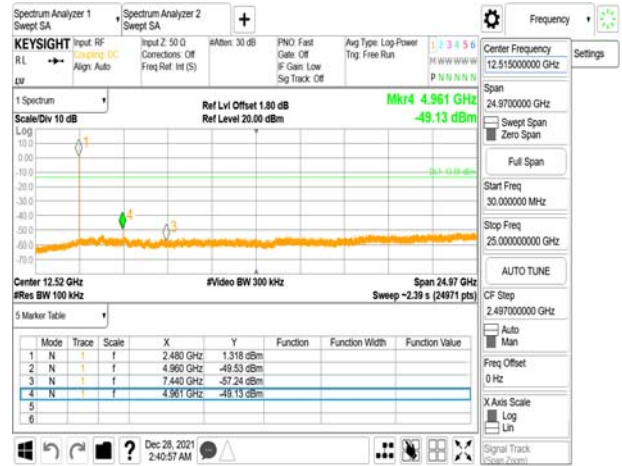 Spectrum Analyzer 1
Swept SA
Spectrum Analyzer 2
Swept SA
+
Frequency
KEYSIGHT
RL
Input: RF
Coupling: DC
Align: Auto
Input Z: 50 Ω
Corrections: Off
Freq Ref: Int (S)
#Atten: 30 dB
PNO: Fast
Gate: Off
IF Gain: Low
Sig Track: Off
Avg Type: Log-Power
Trig: Free Run
1 2 3 4 5 6
M W W W W W
P N N N N N
Center Frequency
12.515000000 GHz
Settings
Span
24.9700000 GHz
Swept Span
Zero Span
Full Span
Start Freq
30.000000 MHz
Stop Freq
25.000000000 GHz
AUTO TUNE
CF Step
2.497000000 GHz
Auto
Man
Freq Offset
0 Hz
X Axis Scale
Log
Lin
Signal Track
(Span Zoom)
1 Spectrum
Scale/Div 10 dB
Ref Lvl Offset 1.80 dB
Ref Level 20.00 dBm
Mkr4 4.961 GHz
-49.13 dBm
Log
10.0
0.00
-10.0
-20.0
-30.0
-40.0
-50.0
-60.0
-70.0
1
4
3
Center 12.52 GHz
#Res BW 100 kHz
#Video BW 300 kHz
Span 24.97 GHz
Sweep ~2.39 s (24971 pts)
5 Marker Table
Mode Trace Scale X Y Function Function Width Function Value
1 N 1 f 2.480 GHz 1.318 dBm
2 N 1 f 4.960 GHz -49.53 dBm
3 N 1 f 7.440 GHz -57.24 dBm
4 N 1 f 4.961 GHz -49.13 dBm
5
6
?
Dec 28, 2021
2:40:57 AM